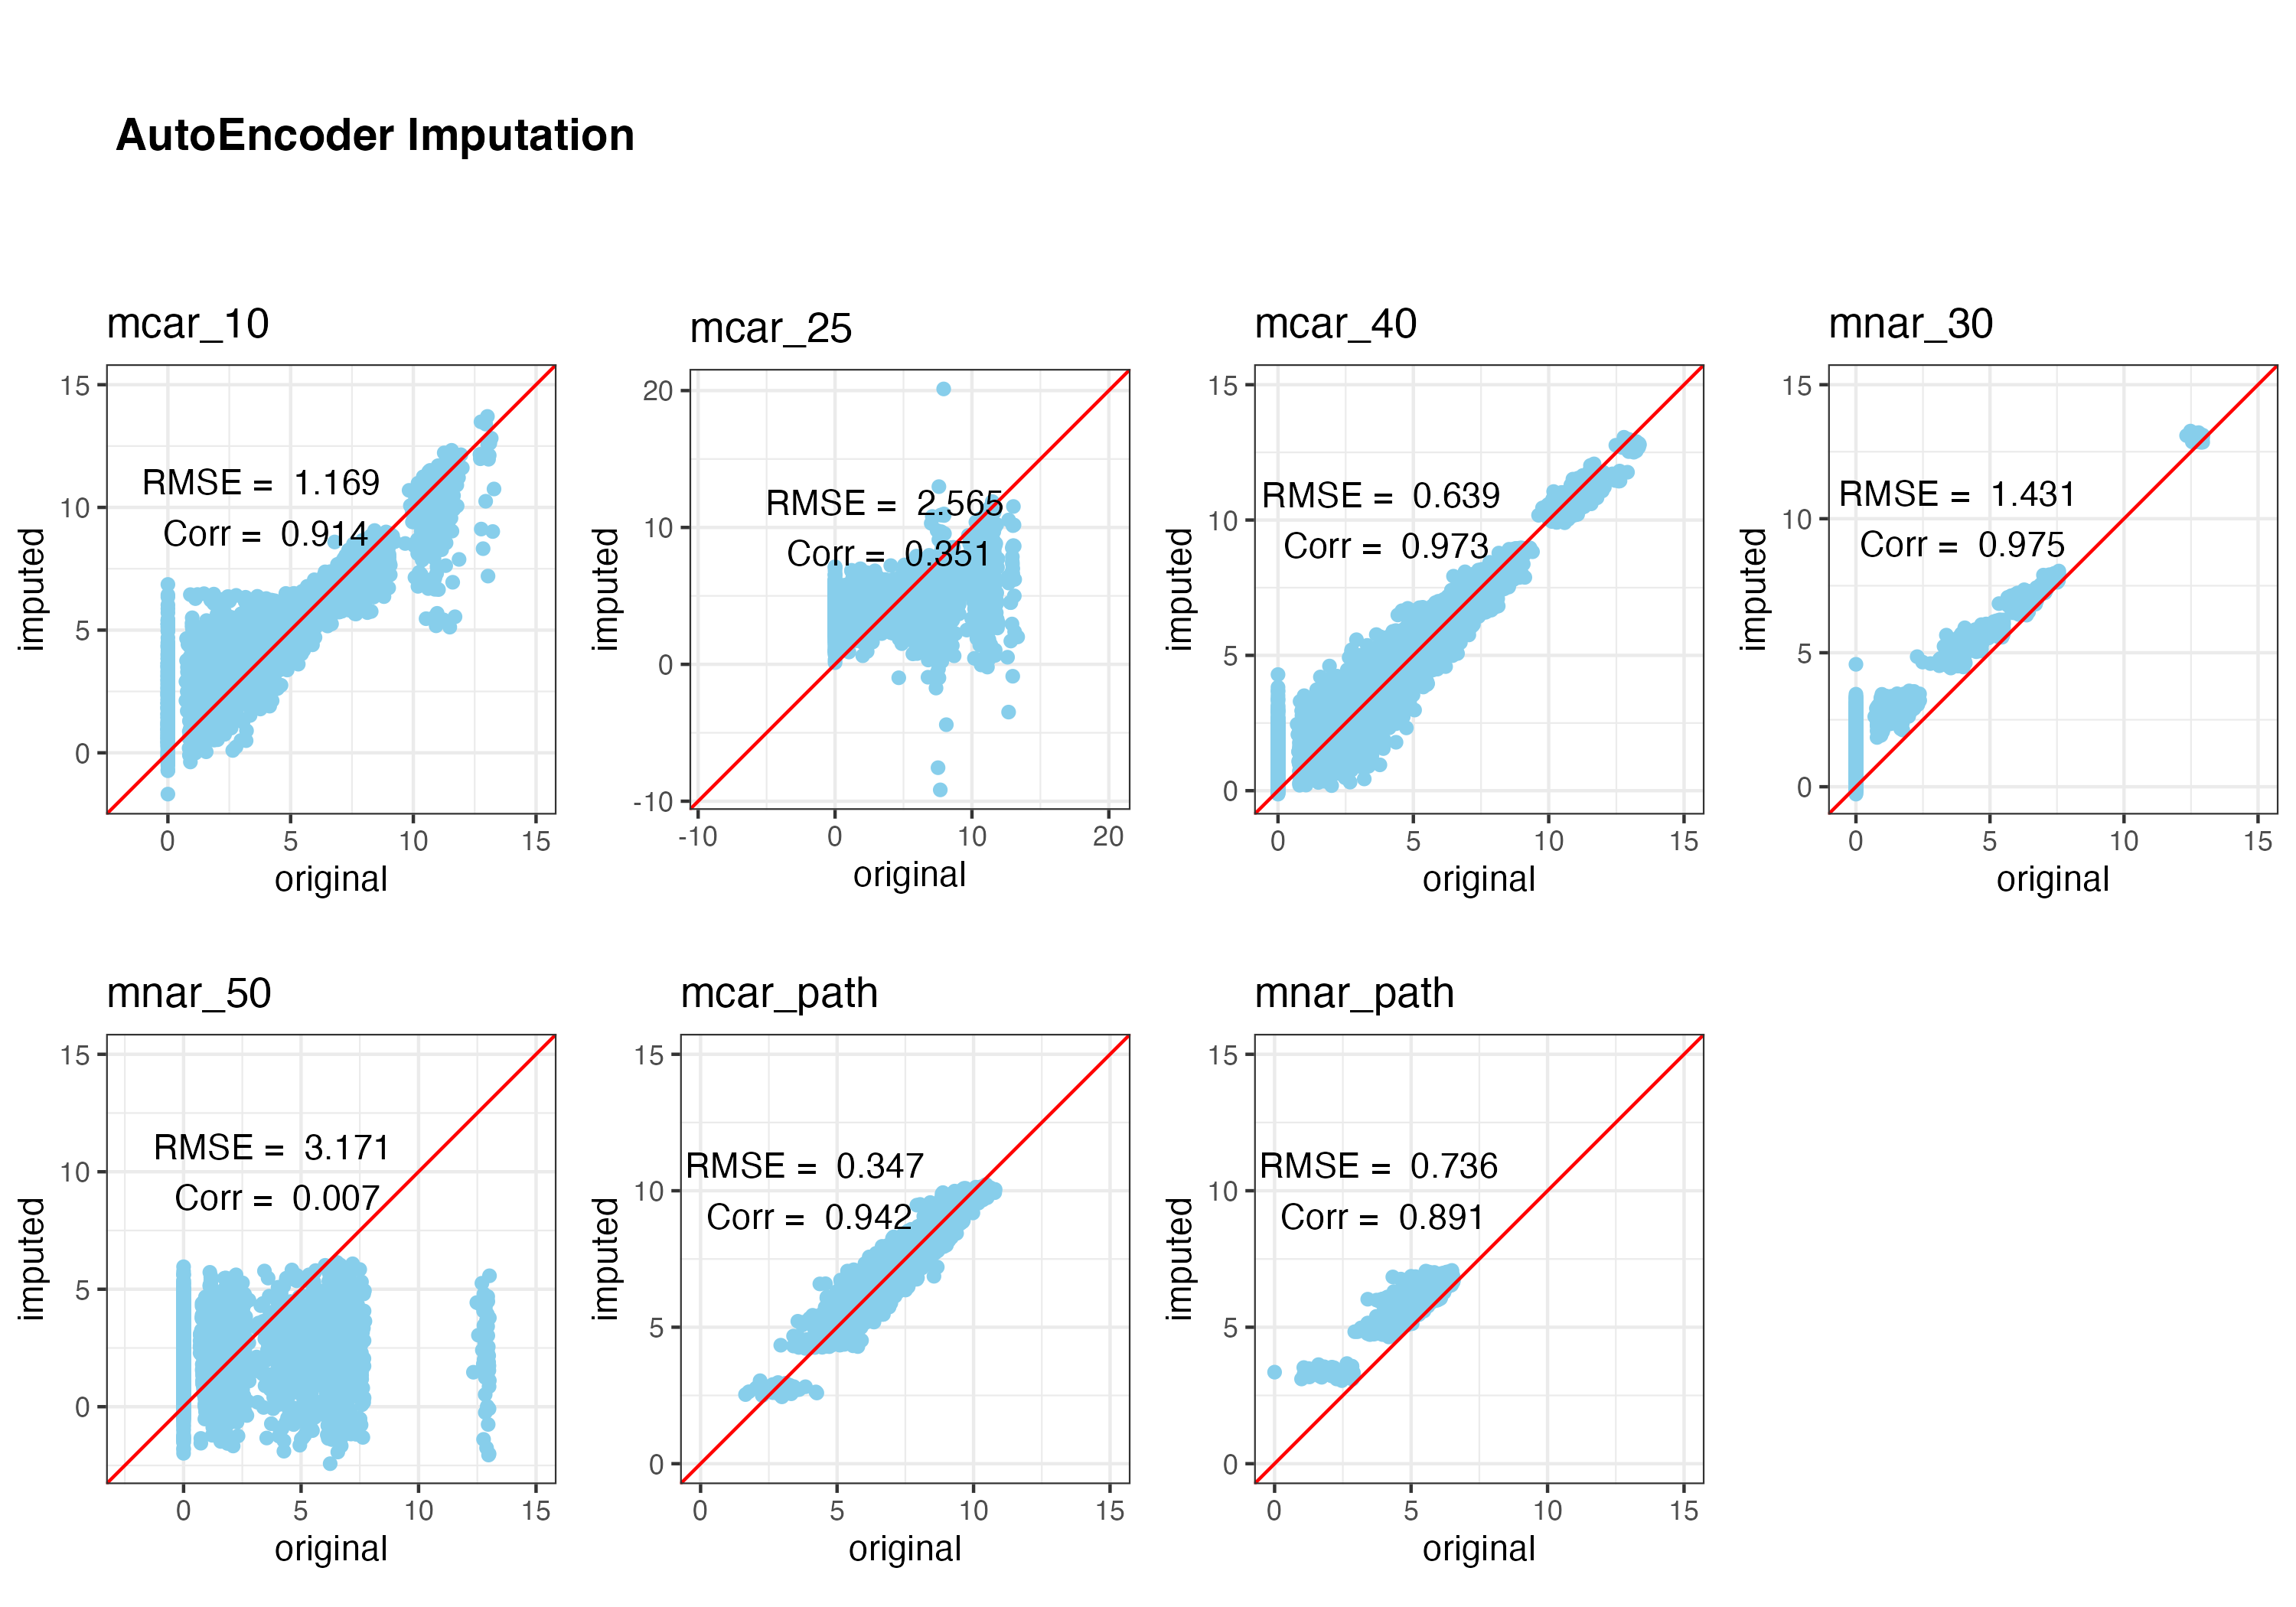 AutoEncoder Imputation
mcar_10
15
10
5
0
imputed
RMSE = 1.169
Corr = 0.914
0 5 10 15
original
mcar_25
20
10
0
-10
imputed
RMSE = 2.565
Corr = 0.351
-10 0 10 20
original
mcar_40
15
10
5
0
imputed
RMSE = 0.639
Corr = 0.973
0 5 10 15
original
mnar_30
15
10
5
0
imputed
RMSE = 1.431
Corr = 0.975
0 5 10 15
original
mnar_50
15
10
5
0
imputed
RMSE = 3.171
Corr = 0.007
0 5 10 15
original
mcar_path
15
10
5
0
imputed
RMSE = 0.347
Corr = 0.942
0 5 10 15
original
mnar_path
15
10
5
0
imputed
RMSE = 0.736
Corr = 0.891
0 5 10 15
original